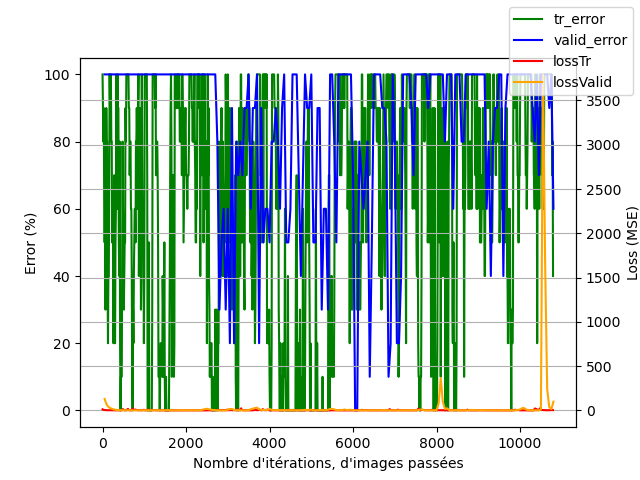 tr_error
valid_error
lossTr
lossValid
100
80
60
40
20
0
Error (%)
3500
3000
2500
2000
1500
1000
500
0
Loss (MSE)
0 2000 4000 6000 8000 10000
Nombre d'itérations, d'images passées